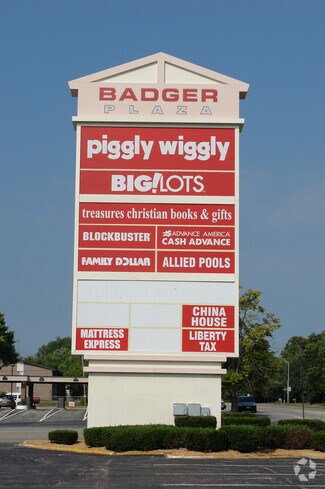 BADGER
PLAZA
piggly wiggly
BIG! LOTS
treasures christian books & gifts
BLOCKBUSTER
ADVANCE AMERICA
CASH ADVANCE
FAMILY DOLLAR
ALLIED POOLS
CHINA
HOUSE
MATTRESS
EXPRESS
LIBERTY
TAX